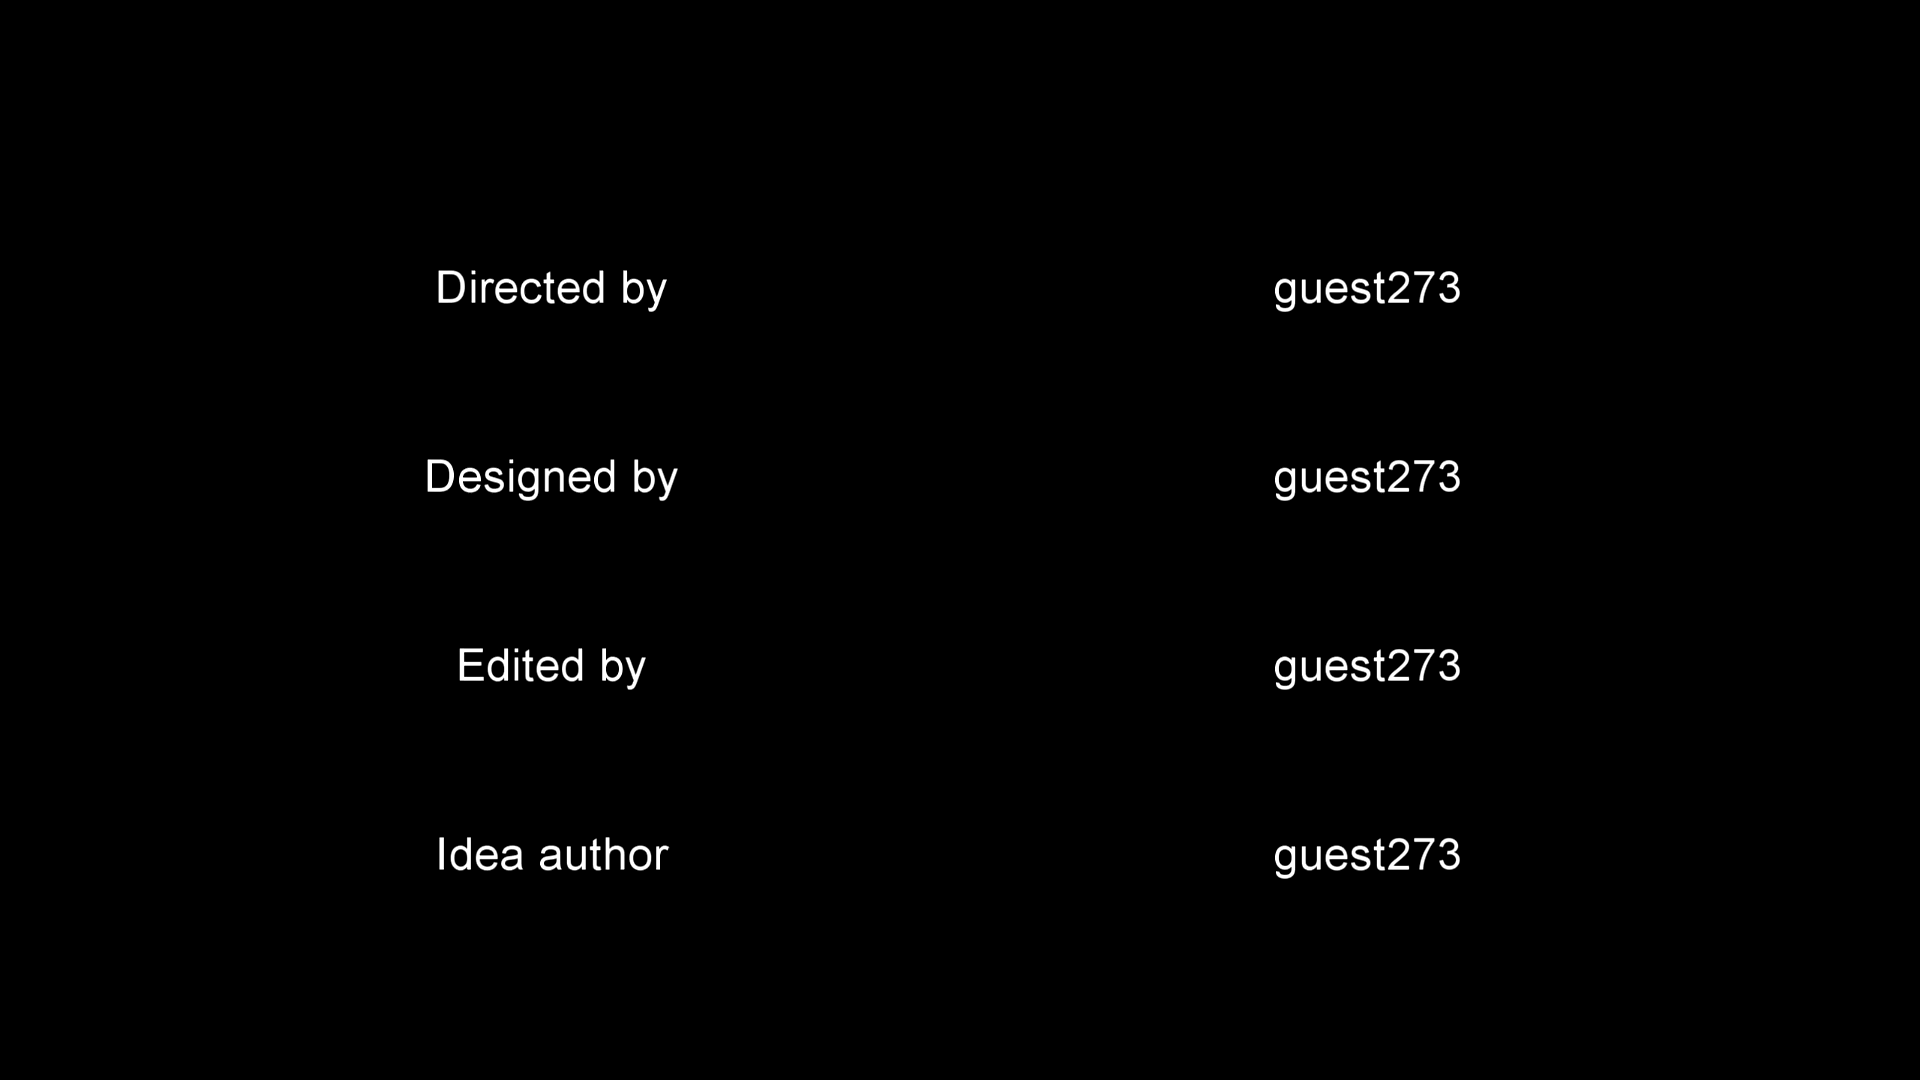 Directed by guest273
Designed by guest273
Edited by guest273
Idea author guest273